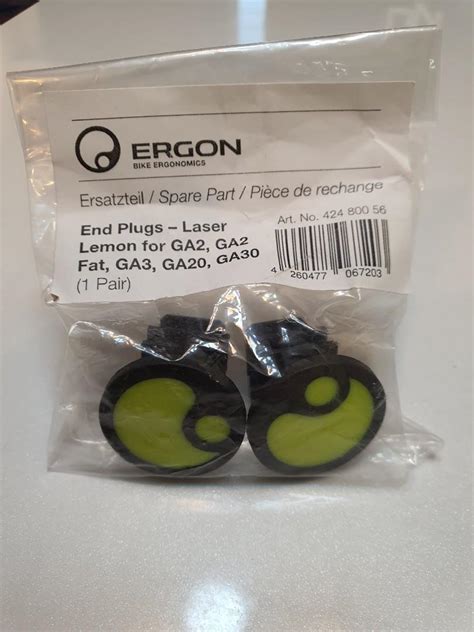 ERGON
BIKE ERGONOMICS
Ersatzteil / Spare Part / Pièce de rechange
End Plugs – Laser
Lemon for GA2, GA2
Fat, GA3, GA20, GA30
(1 Pair)
Art. No. 424 800 56
4 260477 067203